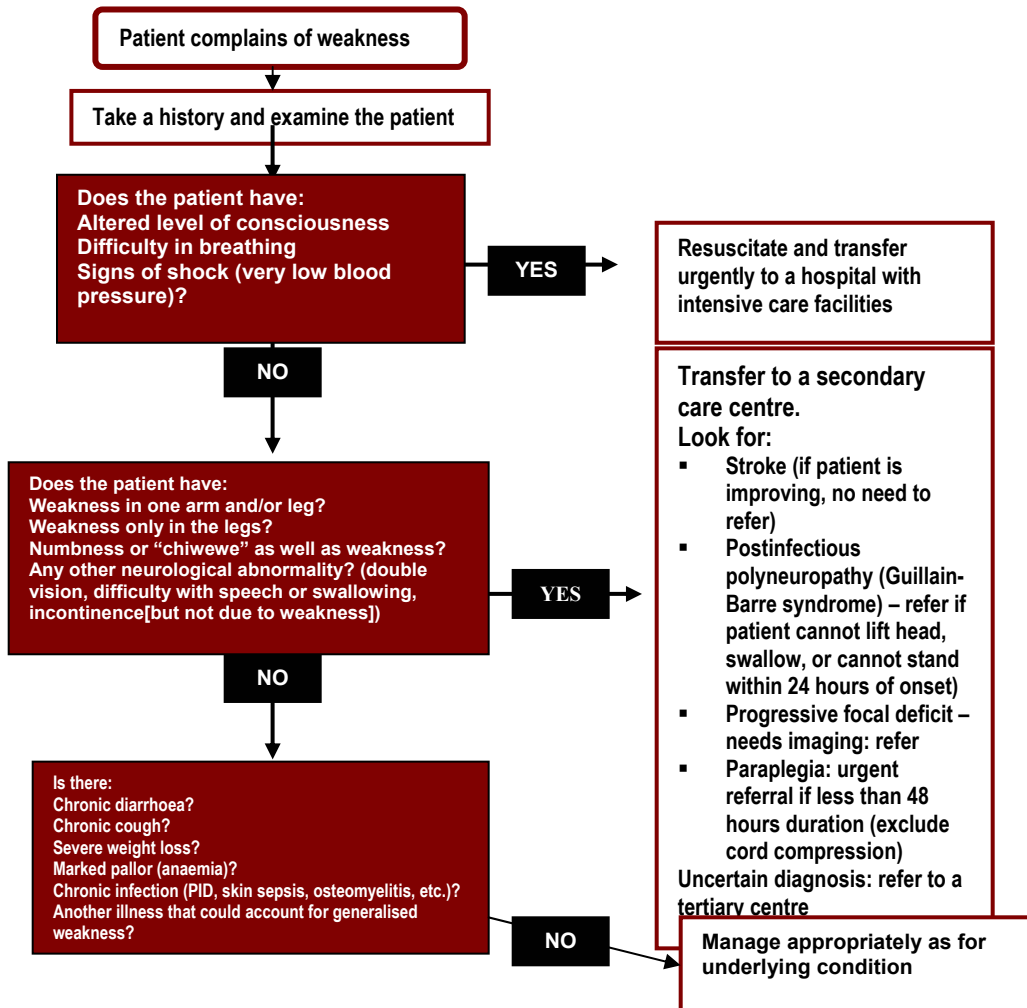 Patient complains of weakness
Take a history and examine the patient
Does the patient have:
Altered level of consciousness
Difficulty in breathing
Signs of shock (very low blood
pressure)?
YES
Resuscitate and transfer
urgently to a hospital with
intensive care facilities
NO
Does the patient have:
Weakness in one arm and/or leg?
Weakness only in the legs?
Numbness or “chiwewe” as well as weakness?
Any other neurological abnormality? (double
vision, difficulty with speech or swallowing,
incontinence[but not due to weakness])
YES
Transfer to a secondary
care centre.
Look for:
▪ Stroke (if patient is
improving, no need to
refer)
▪ Postinfectious
polyneuropathy (Guillain-
Barre syndrome) – refer if
patient cannot lift head,
swallow, or cannot stand
within 24 hours of onset)
▪ Progressive focal deficit –
needs imaging: refer
▪ Paraplegia: urgent
referral if less than 48
hours duration (exclude
cord compression)
Uncertain diagnosis: refer to a
tertiary centre
NO
Is there:
Chronic diarrhoea?
Chronic cough?
Severe weight loss?
Marked pallor (anaemia)?
Chronic infection (PID, skin sepsis, osteomyelitis, etc.)?
Another illness that could account for generalised
weakness?
NO
Manage appropriately as for
underlying condition